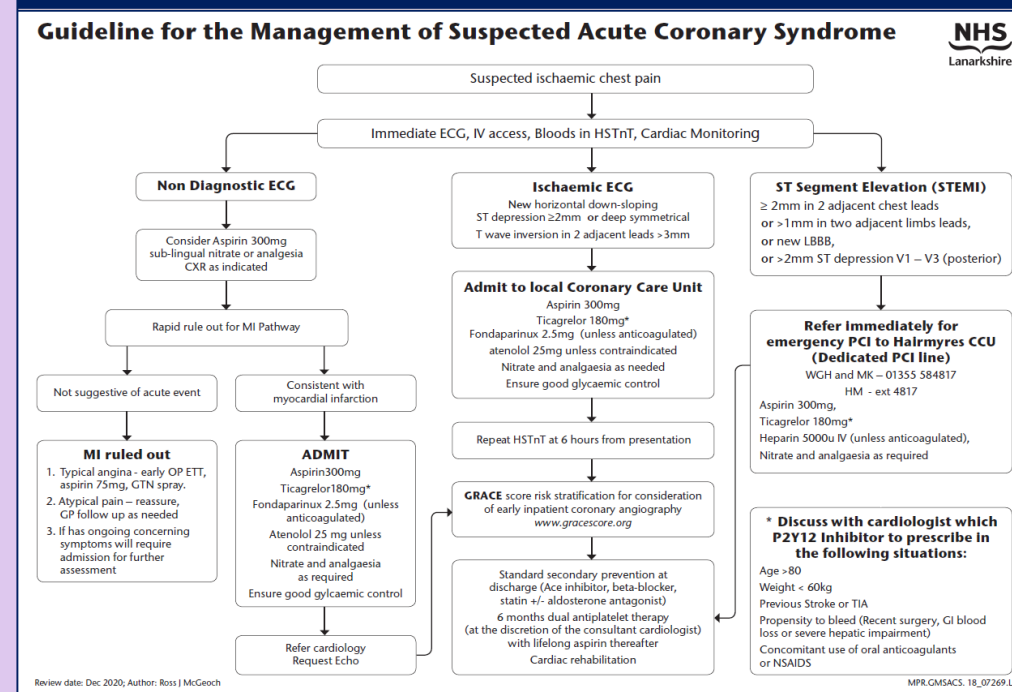 Guideline for the Management of Suspected Acute Coronary Syndrome
NHS
Lanarkshire
Suspected ischaemic chest pain
Immediate ECG, IV access, Bloods in HSTnT, Cardiac Monitoring
Non Diagnostic ECG
Consider Aspirin 300mg
sub-lingual nitrate or analgesia
CXR as indicated
Rapid rule out for MI Pathway
Not suggestive of acute event
MI ruled out
1. Typical angina - early OP ETT,
aspirin 75mg, GTN spray.
2. Atypical pain – reassure,
GP follow up as needed
3. If has ongoing concerning
symptoms will require
admission for further
assessment
Consistent with
myocardial infarction
ADMIT
Aspirin300mg
Ticagrelor180mg*
Fondaparinux 2.5mg (unless
anticoagulated)
Atenolol 25 mg unless
contraindicated
Nitrate and analgaesia
as required
Ensure good gylcaemic control
Refer cardiology
Request Echo
Ischaemic ECG
New horizontal down-sloping
ST depression ≥2mm or deep symmetrical
T wave inversion in 2 adjacent leads >3mm
Admit to local Coronary Care Unit
Aspirin 300mg
Ticagrelor 180mg*
Fondaparinux 2.5mg (unless anticoagulated)
atenolol 25mg unless contraindicated
Nitrate and analgaesia as needed
Ensure good glycaemic control
Repeat HSTnT at 6 hours from presentation
GRACE score risk stratification for consideration
of early inpatient coronary angiography
www.gracescore.org
Standard secondary prevention at
discharge (Ace inhibitor, beta-blocker,
statin +/- aldosterone antagonist)
6 months dual antiplatelet therapy
(at the discretion of the consultant cardiologist)
with lifelong aspirin thereafter
Cardiac rehabilitation
ST Segment Elevation (STEMI)
≥ 2mm in 2 adjacent chest leads
or >1mm in two adjacent limbs leads,
or new LBBB,
or >2mm ST depression V1 – V3 (posterior)
Refer Immediately for
emergency PCI to Hairmyres CCU
(Dedicated PCI line)
WGH and MK – 01355 584817
HM - ext 4817
Aspirin 300mg,
Ticagrelor 180mg*
Heparin 5000u IV (unless anticoagulated),
Nitrate and analgaesia as required
* Discuss with cardiologist which
P2Y12 Inhibitor to prescribe in
the following situations:
Age >80
Weight < 60kg
Previous Stroke or TIA
Propensity to bleed (Recent surgery, GI blood
loss or severe hepatic impairment)
Concomitant use of oral anticoagulants
or NSAIDS
Review date: Dec 2020; Author: Ross J McGeoch
MPR.GMSACS. 18_07269.L